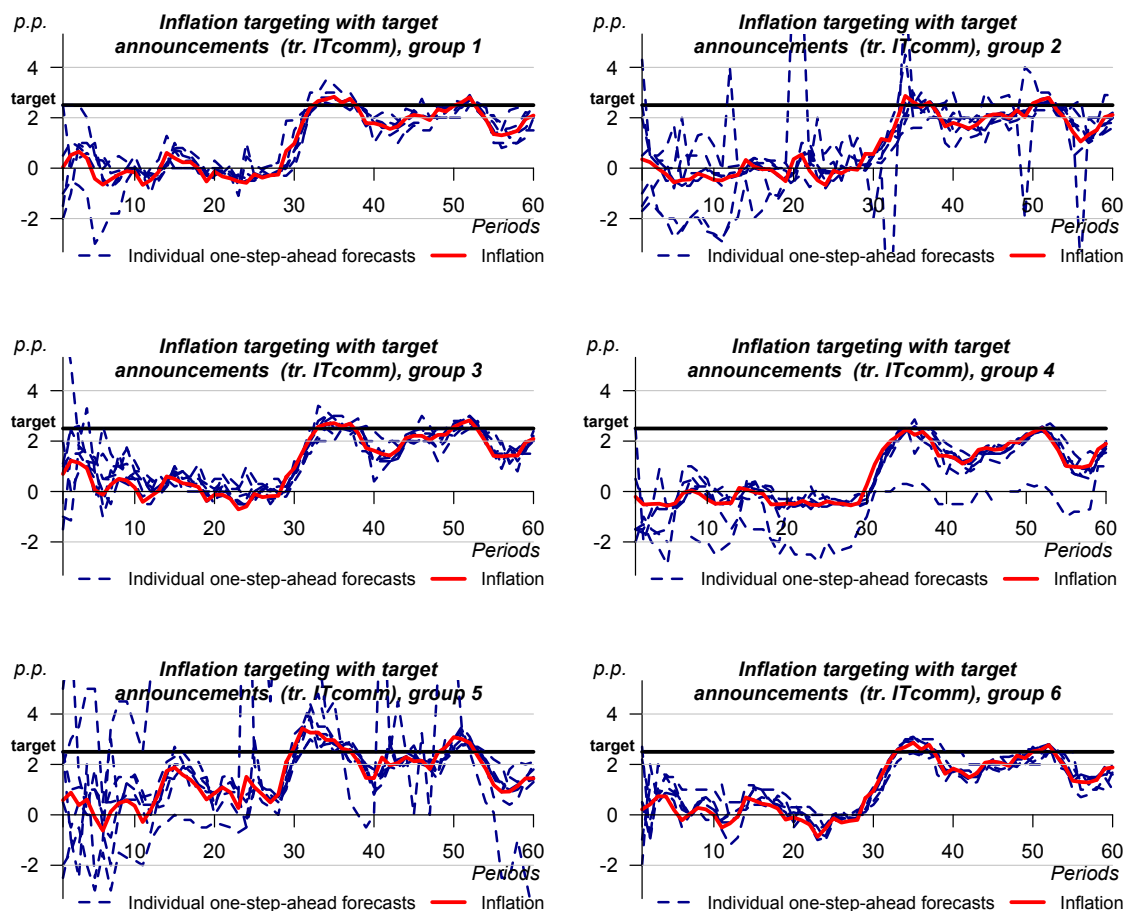 p.p.
Inflation targeting with target
announcements (tr. ITcomm), group 1
4
target
2
0
-2
10 20 30 40 50 60
Periods
Individual one-step-ahead forecasts Inflation
p.p.
Inflation targeting with target
announcements (tr. ITcomm), group 2
4
target
2
0
-2
10 20 30 40 50 60
Periods
Individual one-step-ahead forecasts Inflation
p.p.
Inflation targeting with target
announcements (tr. ITcomm), group 3
4
target
2
0
-2
10 20 30 40 50 60
Periods
Individual one-step-ahead forecasts Inflation
p.p.
Inflation targeting with target
announcements (tr. ITcomm), group 4
4
target
2
0
-2
10 20 30 40 50 60
Periods
Individual one-step-ahead forecasts Inflation
p.p.
Inflation targeting with target
announcements (tr. ITcomm), group 5
4
target
2
0
-2
10 20 30 40 50 60
Periods
Individual one-step-ahead forecasts Inflation
p.p.
Inflation targeting with target
announcements (tr. ITcomm), group 6
4
target
2
0
-2
10 20 30 40 50 60
Periods
Individual one-step-ahead forecasts Inflation